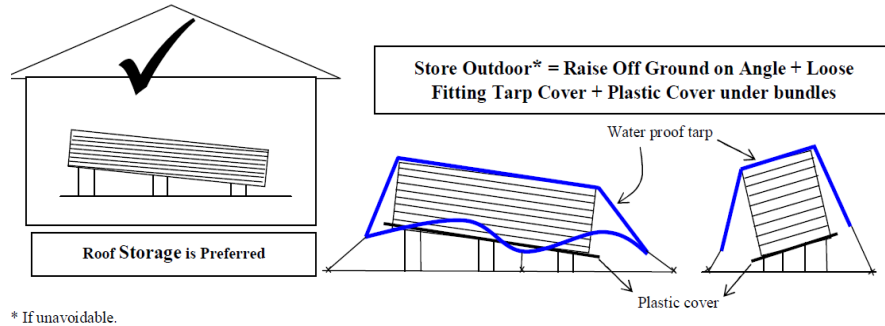 Store Outdoor* = Raise Off Ground on Angle + Loose
Fitting Tarp Cover + Plastic Cover under bundles
Water proof tarp
Roof Storage is Preferred
Plastic cover
* If unavoidable.